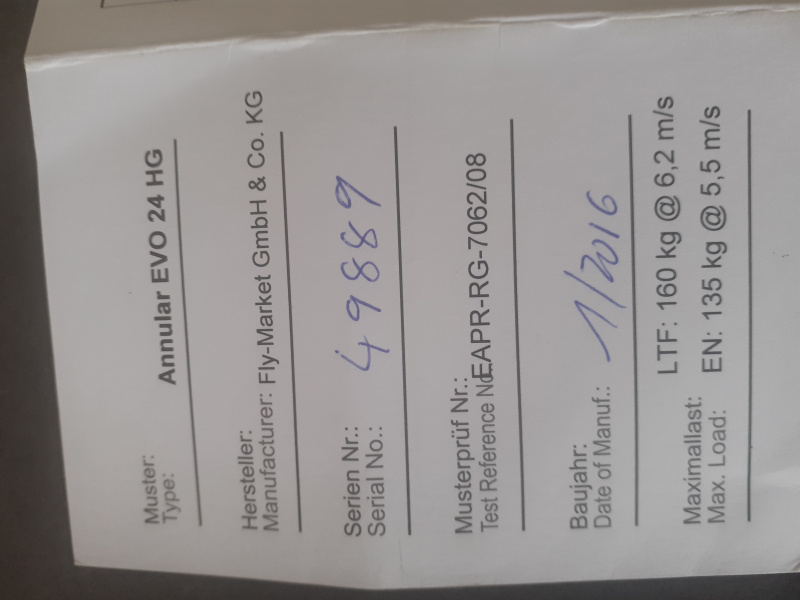 Muster:
Type: Annular EVO 24 HG
Hersteller:
Manufacturer: Fly-Market GmbH & Co. KG
Serien Nr.:
Serial No.: 49889
Musterprüf Nr.:
Test Reference No. EAPR-RG-7062/08
Baujahr:
Date of Manuf.: 1/2016
Maximallast: LTF: 160 kg @ 6,2 m/s
Max. Load: EN: 135 kg @ 5,5 m/s